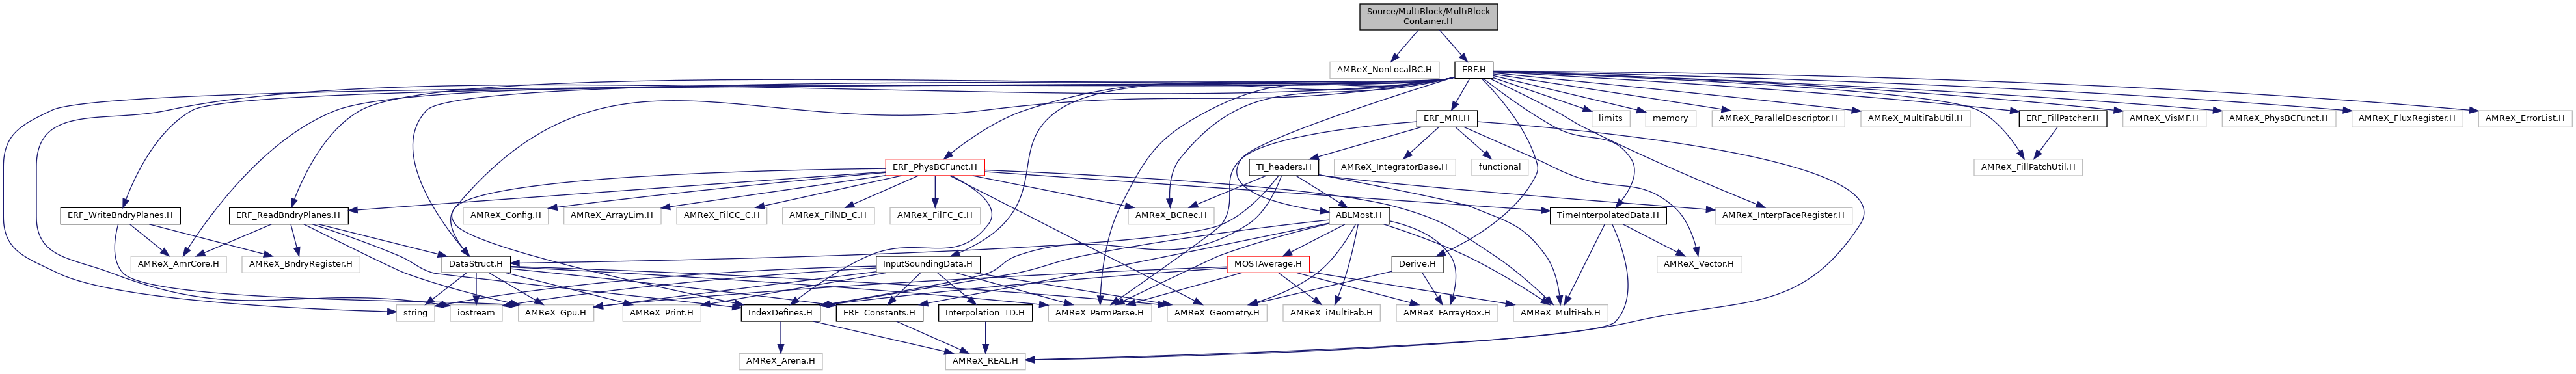 Source/MultiBlock/MultiBlock
Container.H
AMReX_NonLocalBC.H
ERF.H
ERF_MRI.H
limits
memory
AMReX_ParallelDescriptor.H
AMReX_MultiFabUtil.H
ERF_FillPatcher.H
AMReX_VisMF.H
AMReX_PhysBCFunct.H
AMReX_FluxRegister.H
AMReX_ErrorList.H
ERF_PhysBCFunct.H
TI_headers.H
AMReX_IntegratorBase.H
functional
AMReX_FillPatchUtil.H
ERF_WriteBndryPlanes.H
ERF_ReadBndryPlanes.H
AMReX_Config.H
AMReX_ArrayLim.H
AMReX_FilCC_C.H
AMReX_FilND_C.H
AMReX_FilFC_C.H
AMReX_BCRec.H
ABLMost.H
TimeInterpolatedData.H
AMReX_InterpFaceRegister.H
AMReX_AmrCore.H
AMReX_BndryRegister.H
DataStruct.H
InputSoundingData.H
MOSTAverage.H
Derive.H
AMReX_Vector.H
string
iostream
AMReX_Gpu.H
AMReX_Print.H
IndexDefines.H
ERF_Constants.H
Interpolation_1D.H
AMReX_ParmParse.H
AMReX_Geometry.H
AMReX_iMultiFab.H
AMReX_FArrayBox.H
AMReX_MultiFab.H
AMReX_Arena.H
AMReX_REAL.H